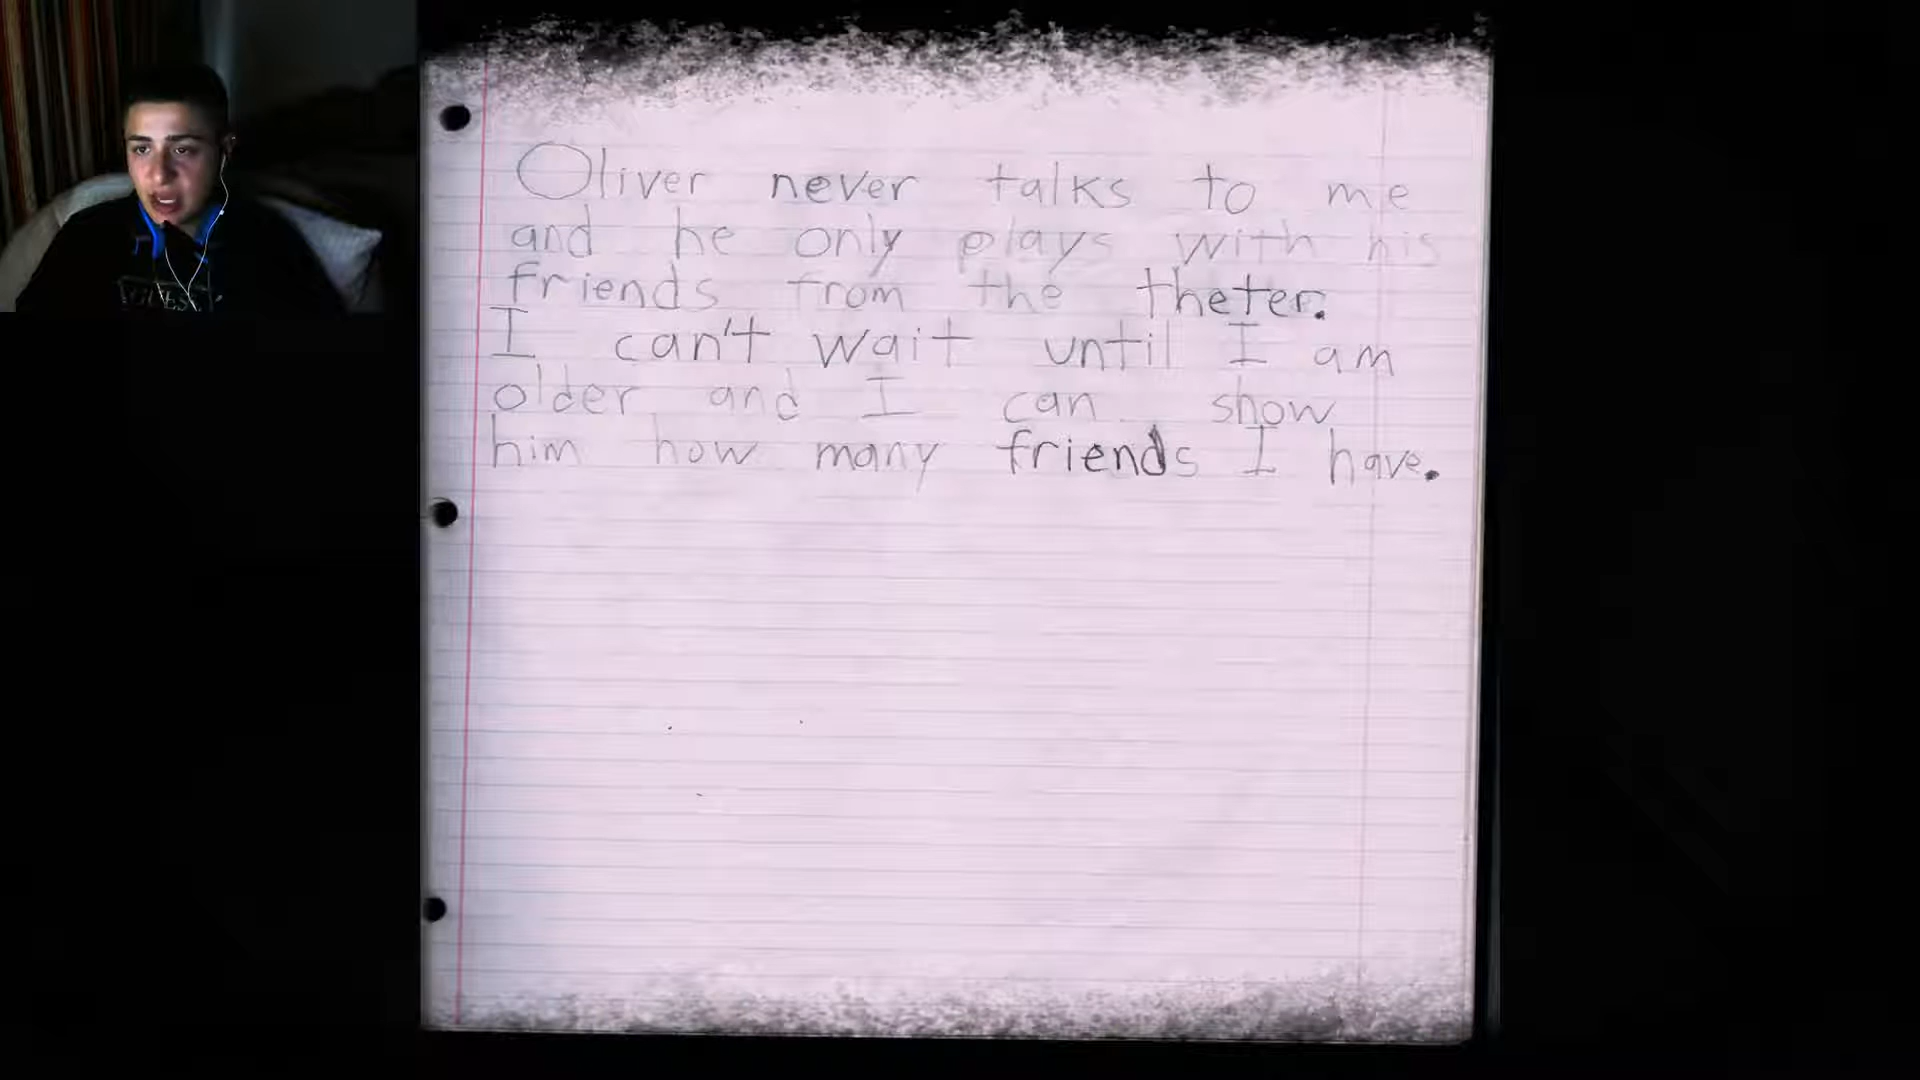 Oliver never talks to me
and he only plays with his
friends from the theter.
I can't wait until I am
older and I can show
him how many friends I have.
GUESS